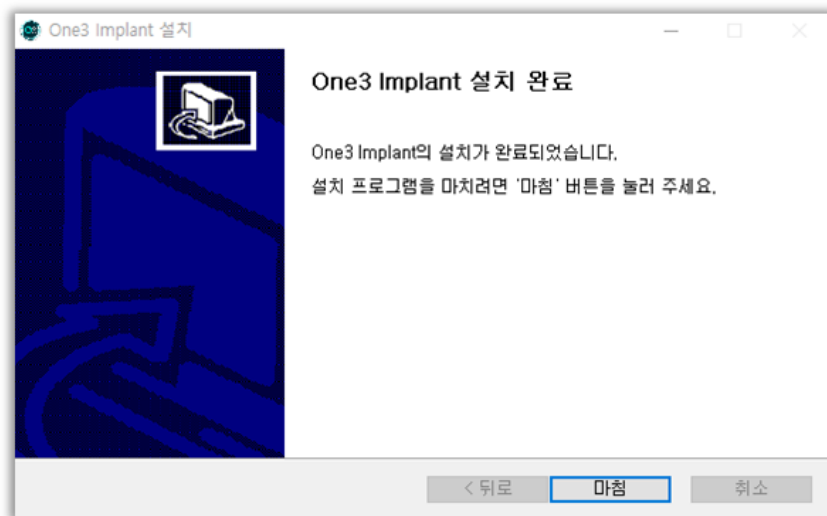 One3 Implant 설치
One3 Implant 설치 완료
One3 Implant의 설치가 완료되었습니다.
설치 프로그램을 마치려면 '마침' 버튼을 눌러 주세요.
< 뒤로
마침
취소